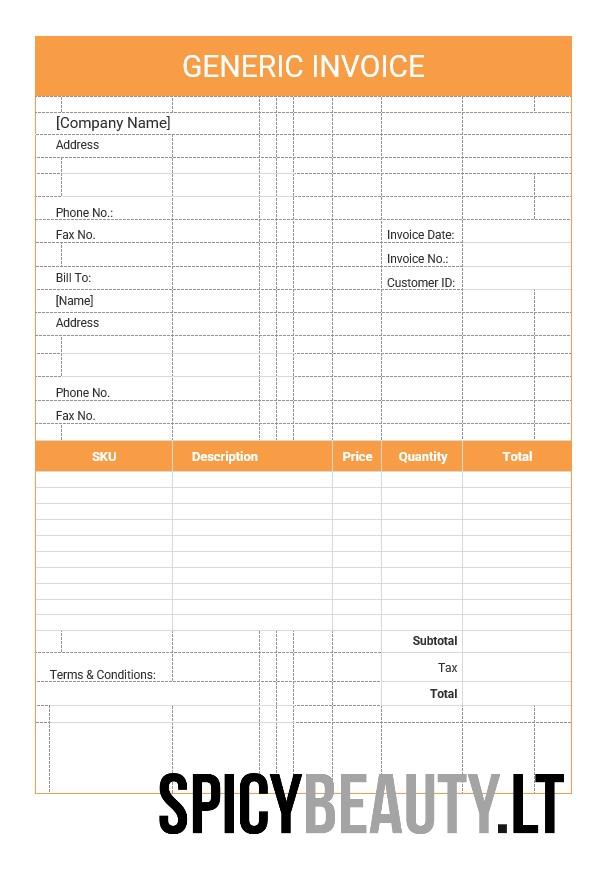 GENERIC INVOICE
[Company Name]
Address
Phone No.:
Fax No.
Invoice Date:
Invoice No.:
Bill To:
Customer ID:
[Name]
Address
Phone No.
Fax No.
SKU Description Price Quantity Total
Subtotal
Tax
Terms & Conditions:
Total
SPICYBEAUTY.LT